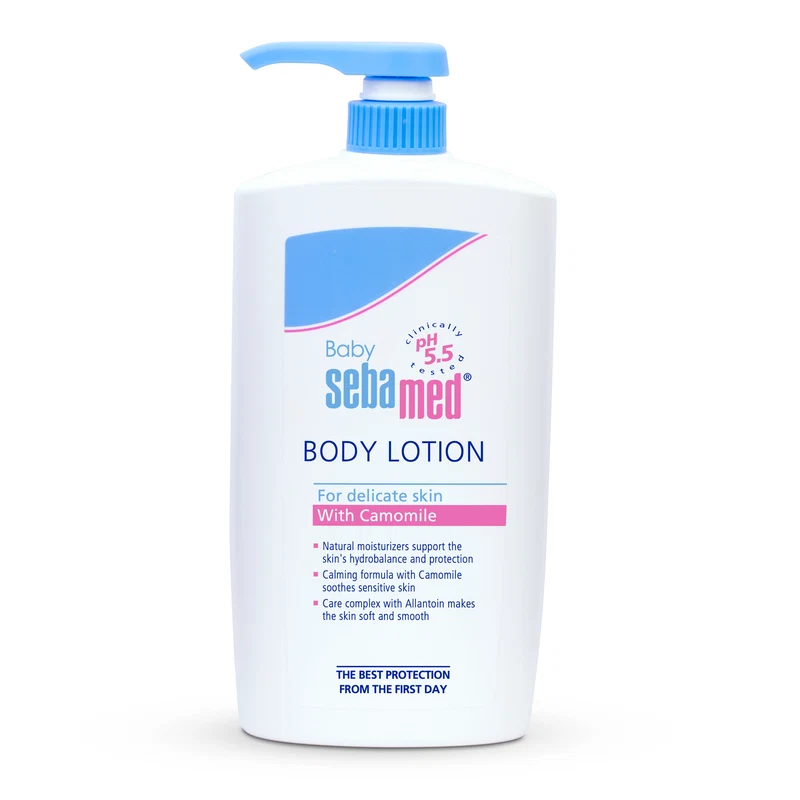 Baby
clinically
pH
5.5
tested
sebamed®
BODY LOTION
For delicate skin
With Camomile
▪ Natural moisturizers support the
skin's hydrobalance and protection
▪ Calming formula with Camomile
soothes sensitive skin
▪ Care complex with Allantoin makes
the skin soft and smooth
THE BEST PROTECTION
FROM THE FIRST DAY